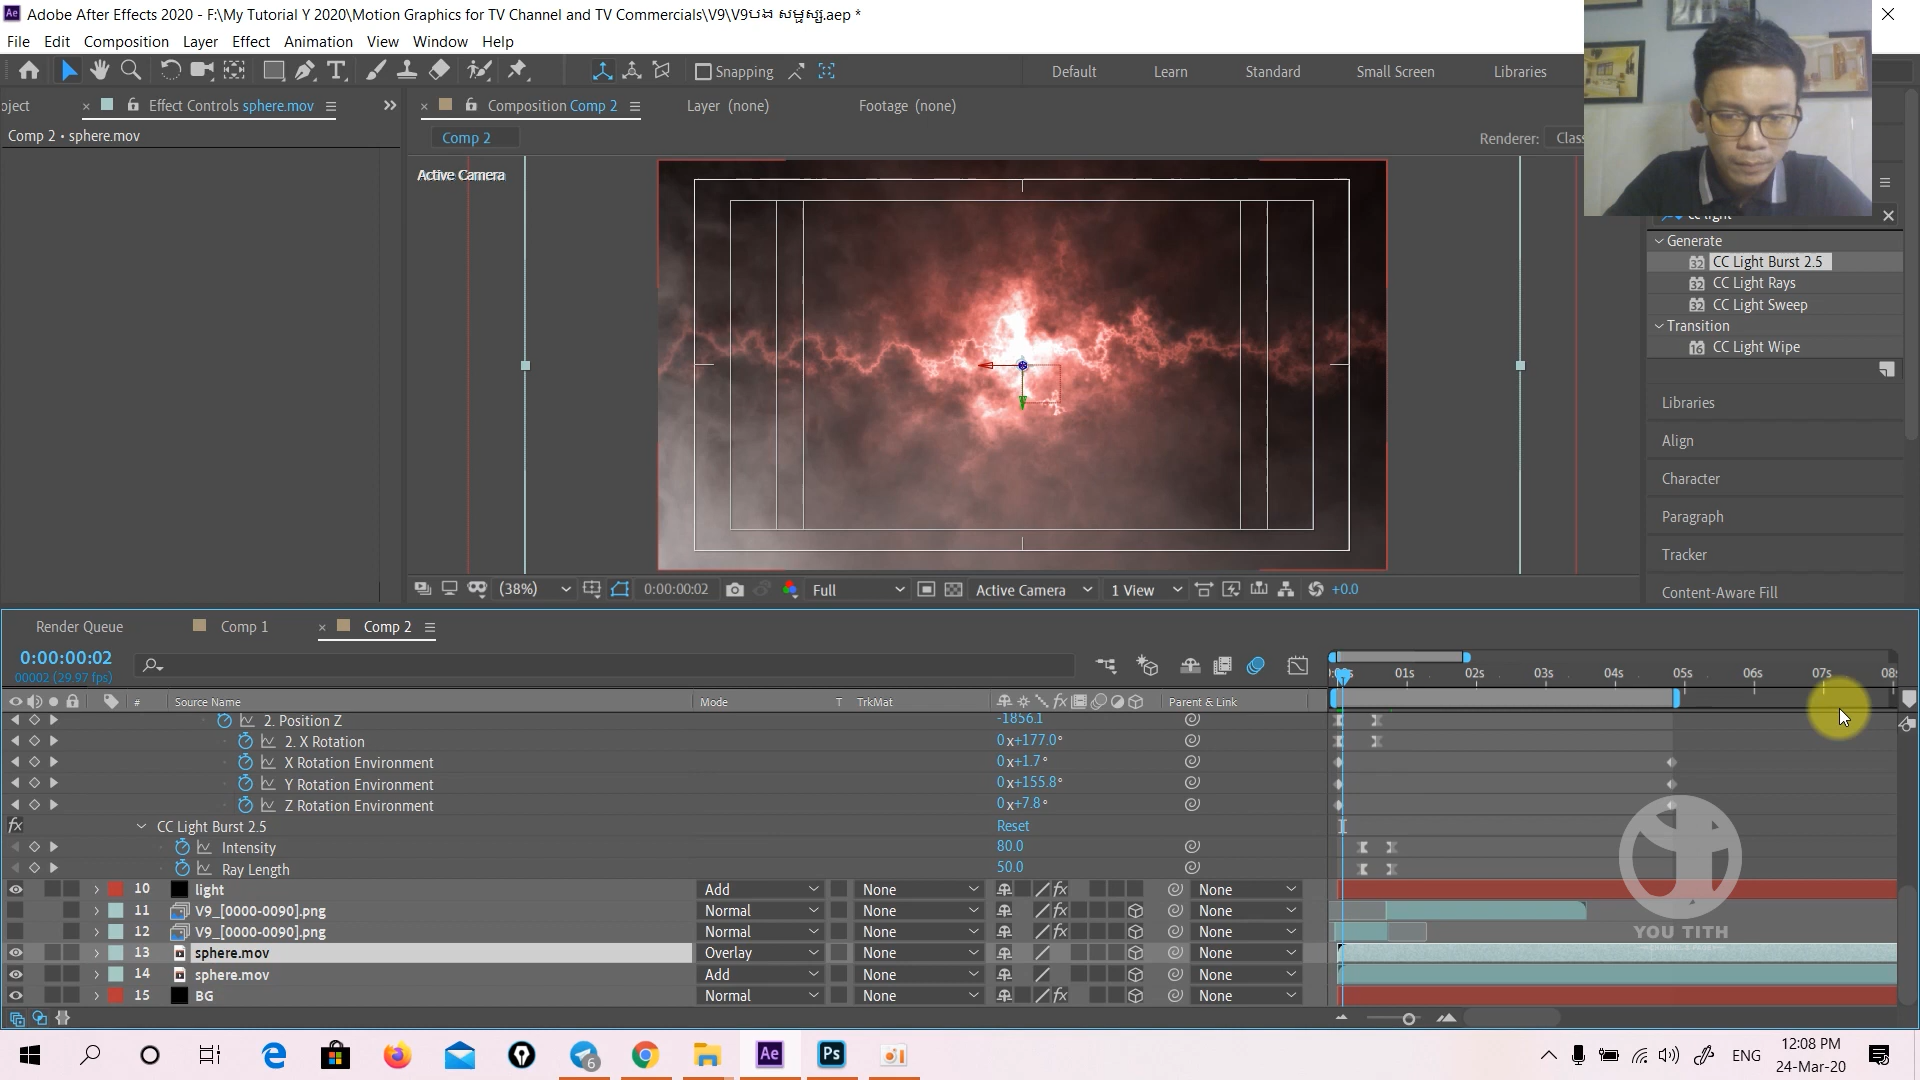 Adobe After Effects 2020 - F:\My Tutorial Y 2020\Motion Graphics for TV Channel and TV Commercials\V9\V9បង សម្ផស្ស.aep *
File Edit Composition Layer Effect Animation View Window Help
Snapping Default Learn Standard Small Screen Libraries
oject Effect Controls sphere.mov Composition Comp 2 Layer (none) Footage (none)
Comp 2 • sphere.mov
Comp 2 Renderer: Class
Active Camera
cc light
Generate
CC Light Burst 2.5
CC Light Rays
CC Light Sweep
Transition
CC Light Wipe
Libraries
Align
Character
Paragraph
Tracker
Content-Aware Fill
(38%) 0:00:00:02 Full Active Camera 1 View +0.0
Render Queue Comp 1 Comp 2
0:00:00:02
00002 (29.97 fps)
01s 02s 03s 04s 05s 06s 07s 08s
# Source Name Mode T TrkMat Parent & Link
2. Position Z -1856.1
2. X Rotation 0x+177.0°
X Rotation Environment 0x+1.7°
Y Rotation Environment 0x+155.8°
Z Rotation Environment 0x+7.8°
fx CC Light Burst 2.5 Reset
Intensity 80.0
Ray Length 50.0
10 light Add None None
11 V9_[0000-0090].png Normal None None
12 V9_[0000-0090].png Normal None None
13 sphere.mov Overlay None None
14 sphere.mov Add None None
15 BG Normal None None
YOU TITH
Ae Ps 6 ENG 12:08 PM
24-Mar-20